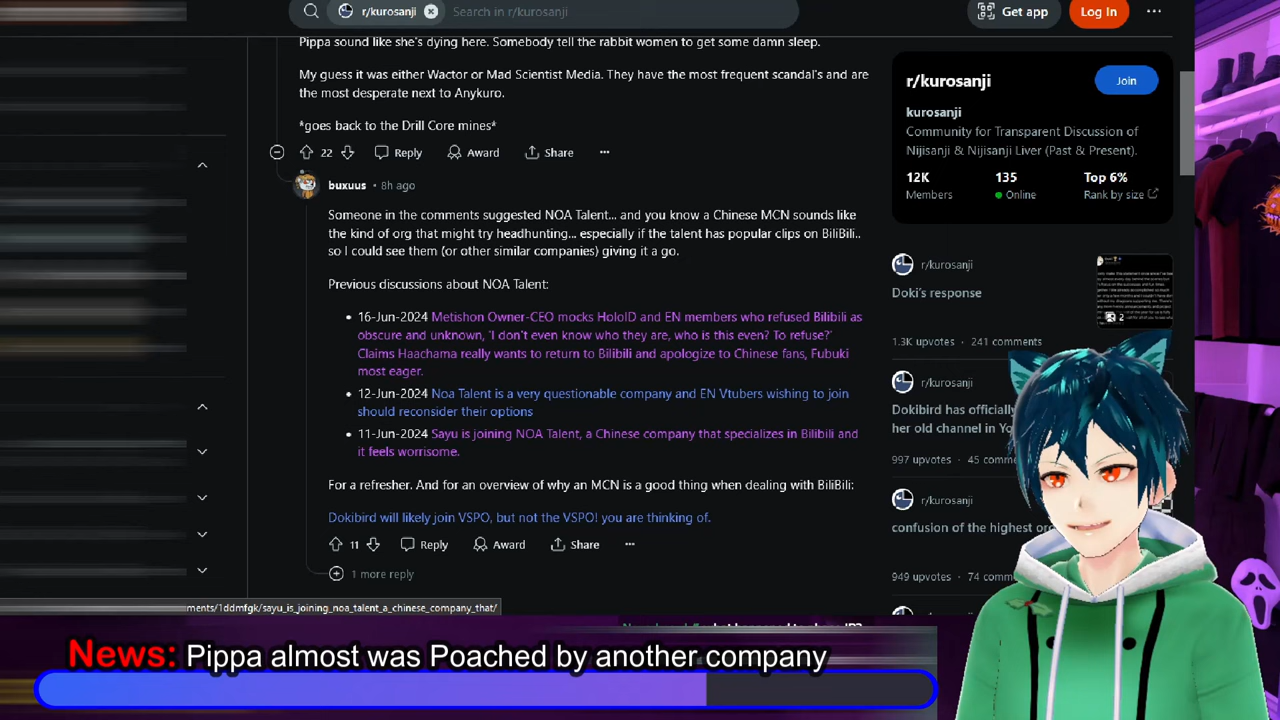 r/kurosanji
Search in r/kurosanji
Get app
Log In
Pippa sound like she's dying here. Somebody tell the rabbit women to get some damn sleep.
My guess it was either Wactor or Mad Scientist Media. They have the most frequent scandal's and are
the most desperate next to Anykuro.
*goes back to the Drill Core mines*
22
Reply
Award
Share
buxuus • 8h ago
Someone in the comments suggested NOA Talent... and you know a Chinese MCN sounds like
the kind of org that might try headhunting... especially if the talent has popular clips on BiliBili..
so I could see them (or other similar companies) giving it a go.
Previous discussion about NOA Talent:
• 16-Jun-2024 Metishon Owner-CEO mocks HoloID and EN members who refused Bilibili as
obscure and unknown, 'I don't even know who they are, who is this even? To refuse?'
Claims Haachama really wants to return to Bilibili and apologize to Chinese fans, Fubuki
most eager.
• 12-Jun-2024 Noa Talent is a very questionable company and EN Vtubers wishing to join
should reconsider their options
• 11-Jun-2024 Sayu is joining NOA Talent, a Chinese company that specializes in Bilibili and
it feels worrisome.
For a refresher. And for an overview of why an MCN is a good thing when dealing with BiliBili:
Dokibird will likely join VSPO, but not the VSPO! you are thinking of.
11
Reply
Award
Share
1 more reply
ments/1ddmfgk/sayu_is_joining_noa_talent_a_chinese_company_that/
r/kurosanji
Join
kurosanji
Community for Transparent Discussion of
Nijisanji & Nijisanji Liver (Past & Present).
12K
135
Top 6%
Members
Online
Rank by size
r/kurosanji
Doki's response
1.3K upvotes • 241 comments
r/kurosanji
Dokibird has officially
her old channel in Yo
997 upvotes • 45 comme
r/kurosanji
confusion of the highest or
949 upvotes • 74 comm
News: Pippa almost was Poached by another company